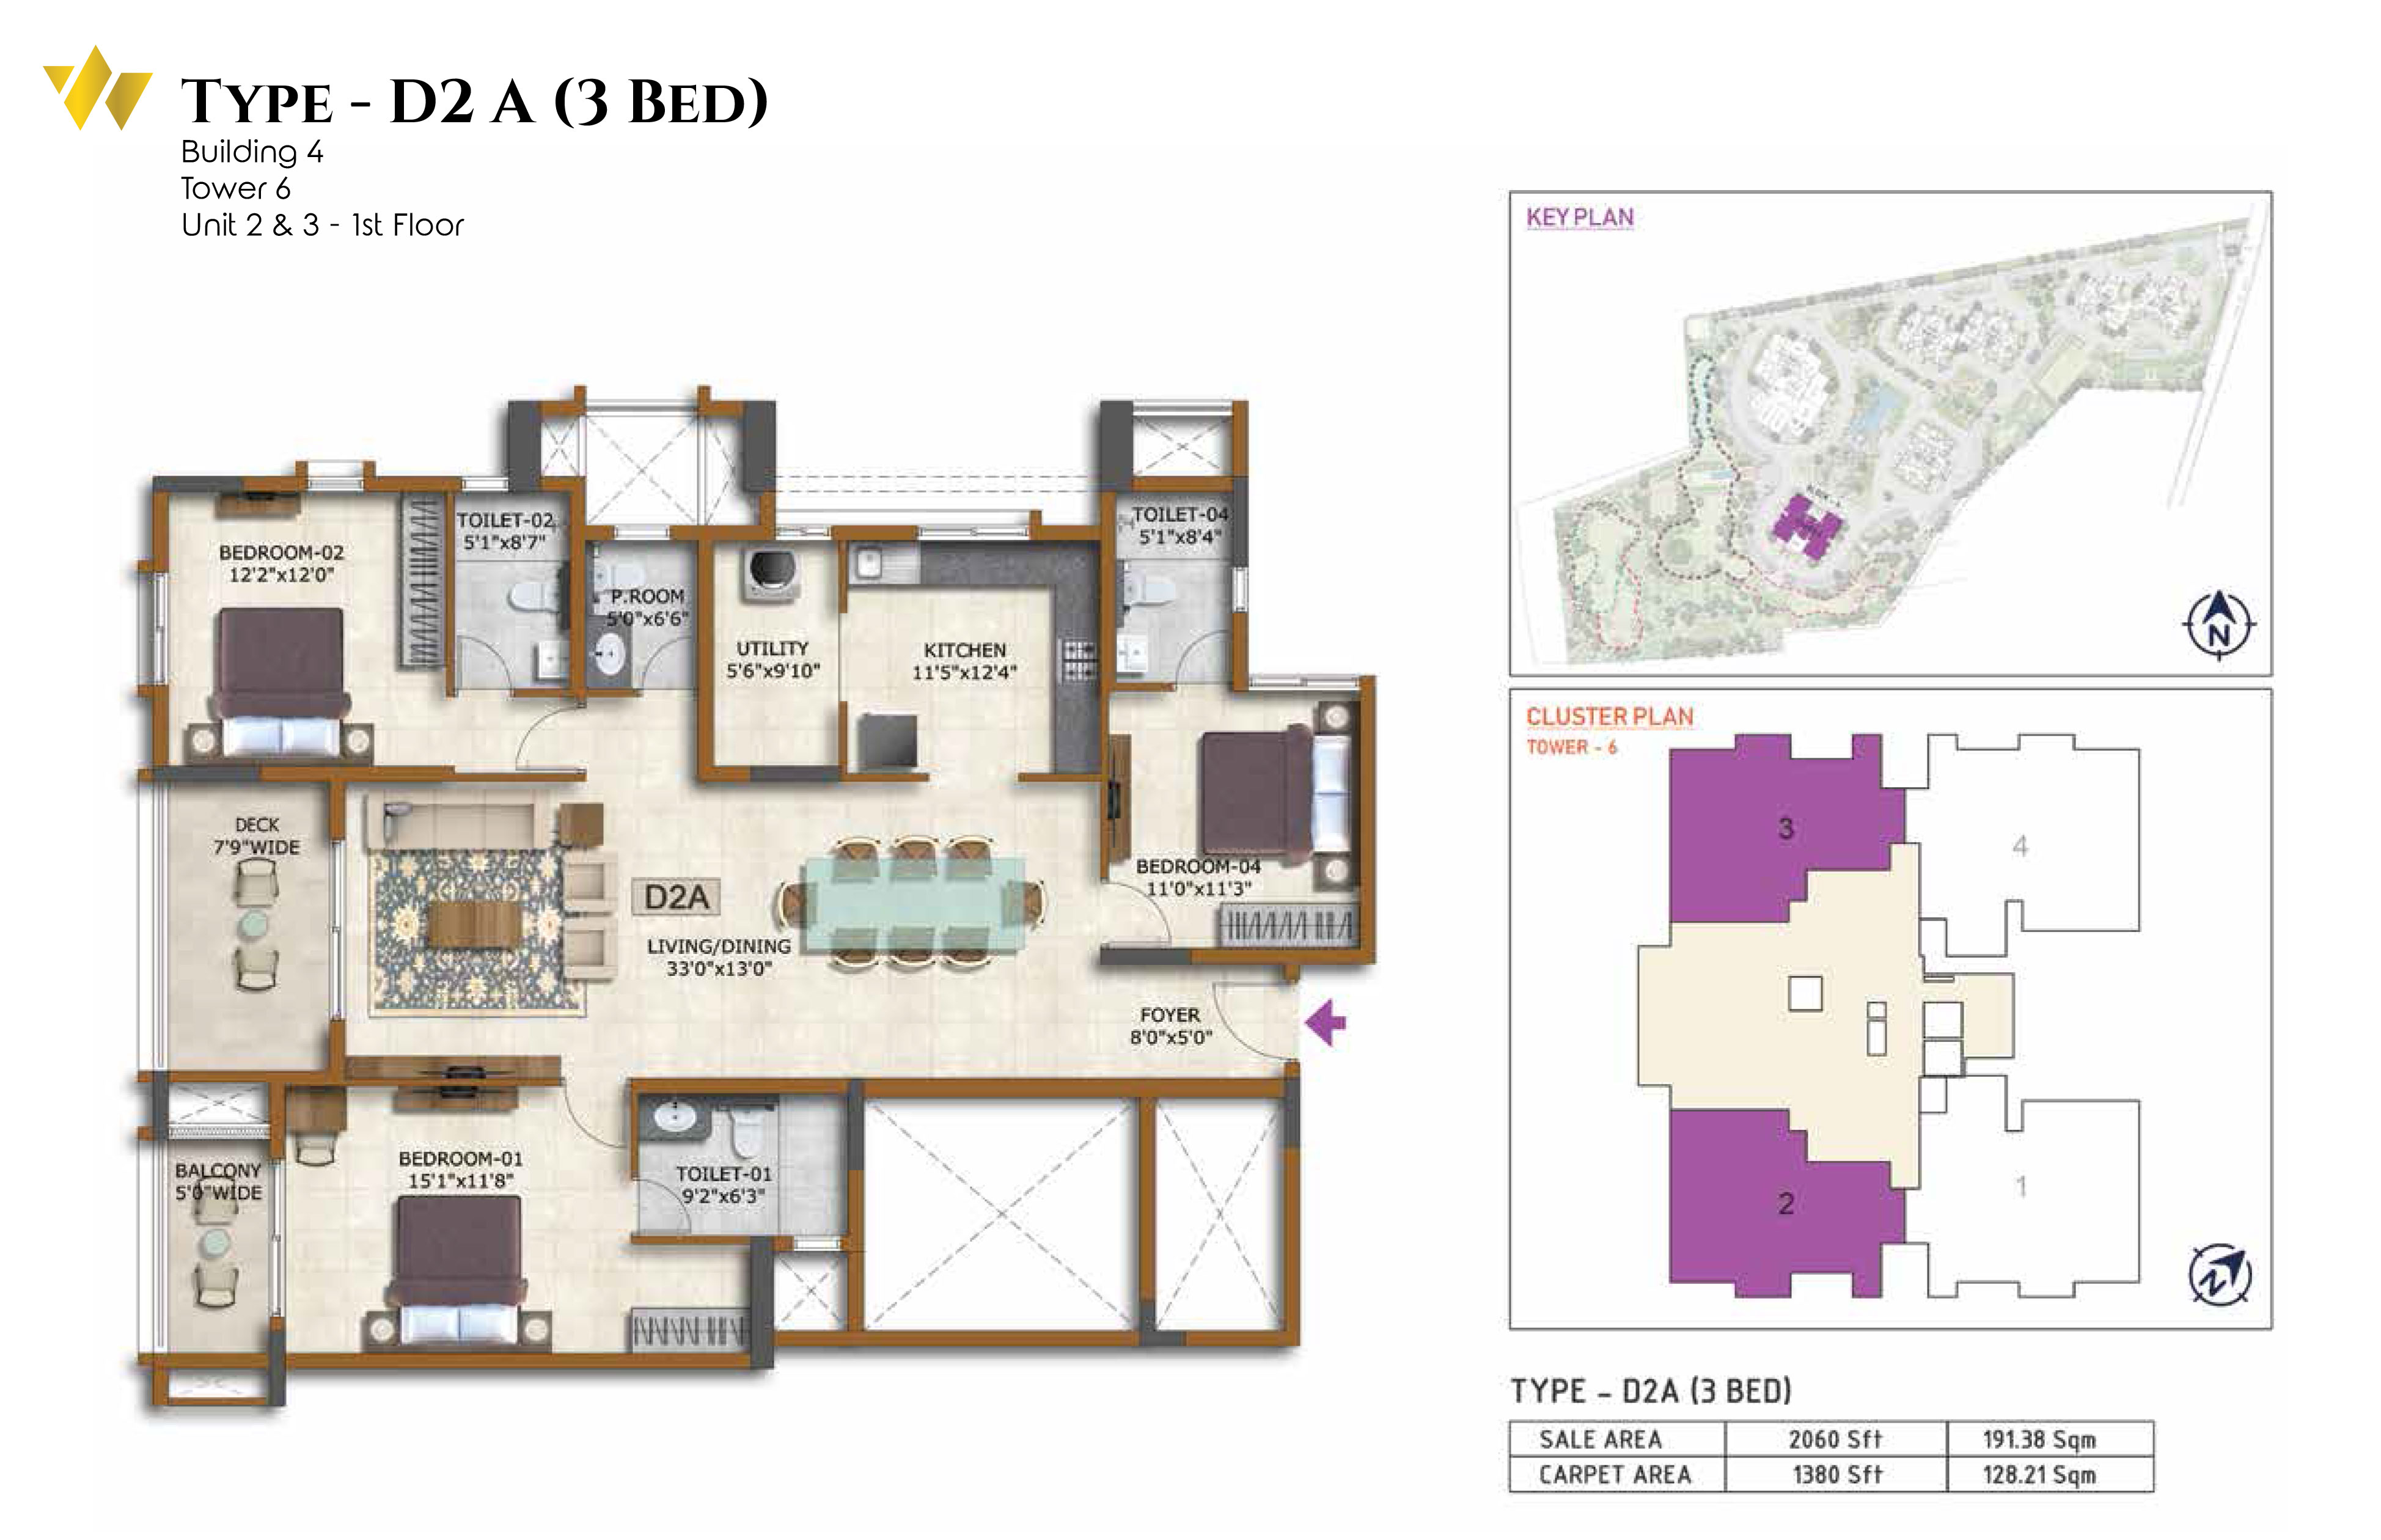 TYPE - D2 A (3 BED)
Building 4
Tower 6
Unit 2 & 3 - 1st Floor
KEY PLAN
N
BEDROOM-02
12'2"x12'0"
TOILET-02
5'1"x8'7"
P.ROOM
5'0"x6'6"
UTILITY
5'6"x9'10"
KITCHEN
11'5"x12'4"
TOILET-04
5'1"x8'4"
DECK
7'9"WIDE
D2A
LIVING/DINING
33'0"x13'0"
BEDROOM-04
11'0"x11'3"
FOYER
8'0"x5'0"
BALCONY
5'0"WIDE
BEDROOM-01
15'1"x11'8"
TOILET-01
9'2"x6'3"
CLUSTER PLAN
TOWER - 6
3
4
2
1
N
TYPE - D2A (3 BED)
SALE AREA 2060 Sft 191.38 Sqm
CARPET AREA 1380 Sft 128.21 Sqm